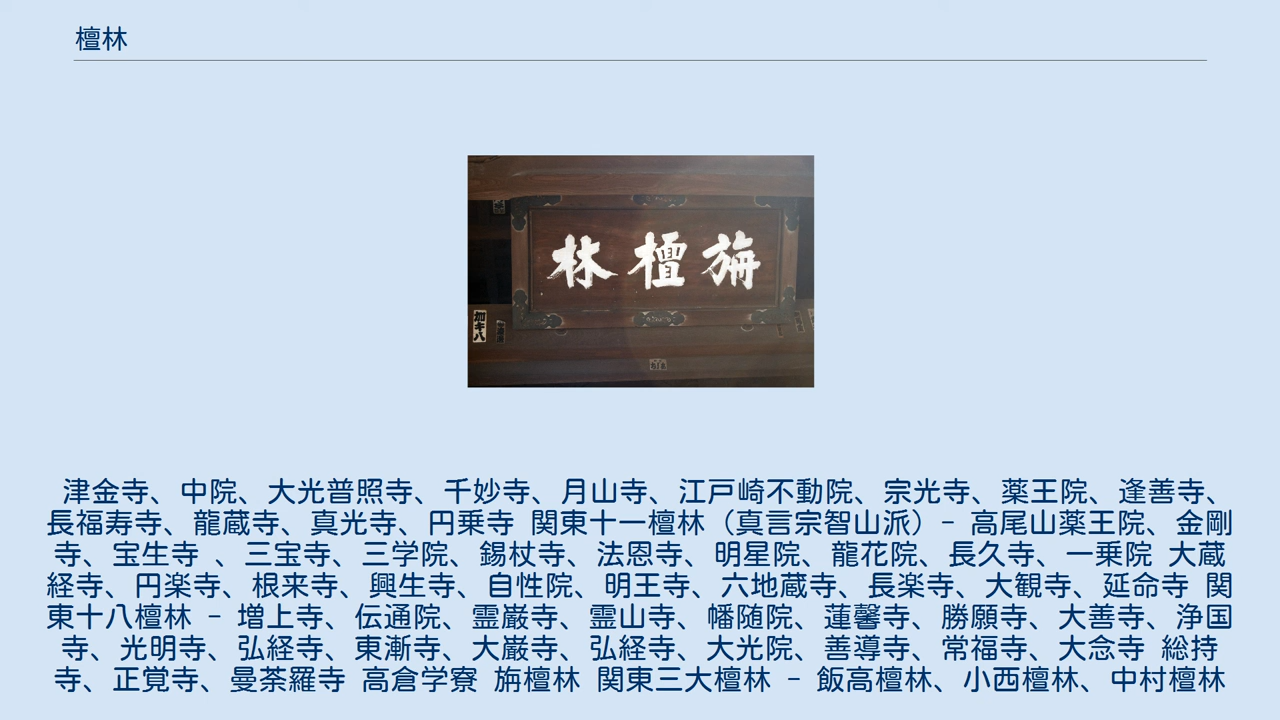 檀林
林檀旃
加キ八
津金寺、中院、大光普照寺、千妙寺、月山寺、江戸崎不動院、宗光寺、薬王院、逢善寺、
長福寿寺、龍蔵寺、真光寺、円乗寺 関東十一檀林（真言宗智山派）- 高尾山薬王院、金剛
寺、宝生寺 、三宝寺、三学院、錫杖寺、法恩寺、明星院、龍花院、長久寺、一乗院 大蔵
経寺、円楽寺、根来寺、興生寺、自性院、明王寺、六地蔵寺、長楽寺、大観寺、延命寺 関
東十八檀林 - 増上寺、伝通院、霊巌寺、霊山寺、幡随院、蓮馨寺、勝願寺、大善寺、浄国
寺、光明寺、弘経寺、東漸寺、大巌寺、弘経寺、大光院、善導寺、常福寺、大念寺 総持
寺、正覚寺、曼荼羅寺 高倉学寮 旃檀林 関東三大檀林 - 飯高檀林、小西檀林、中村檀林